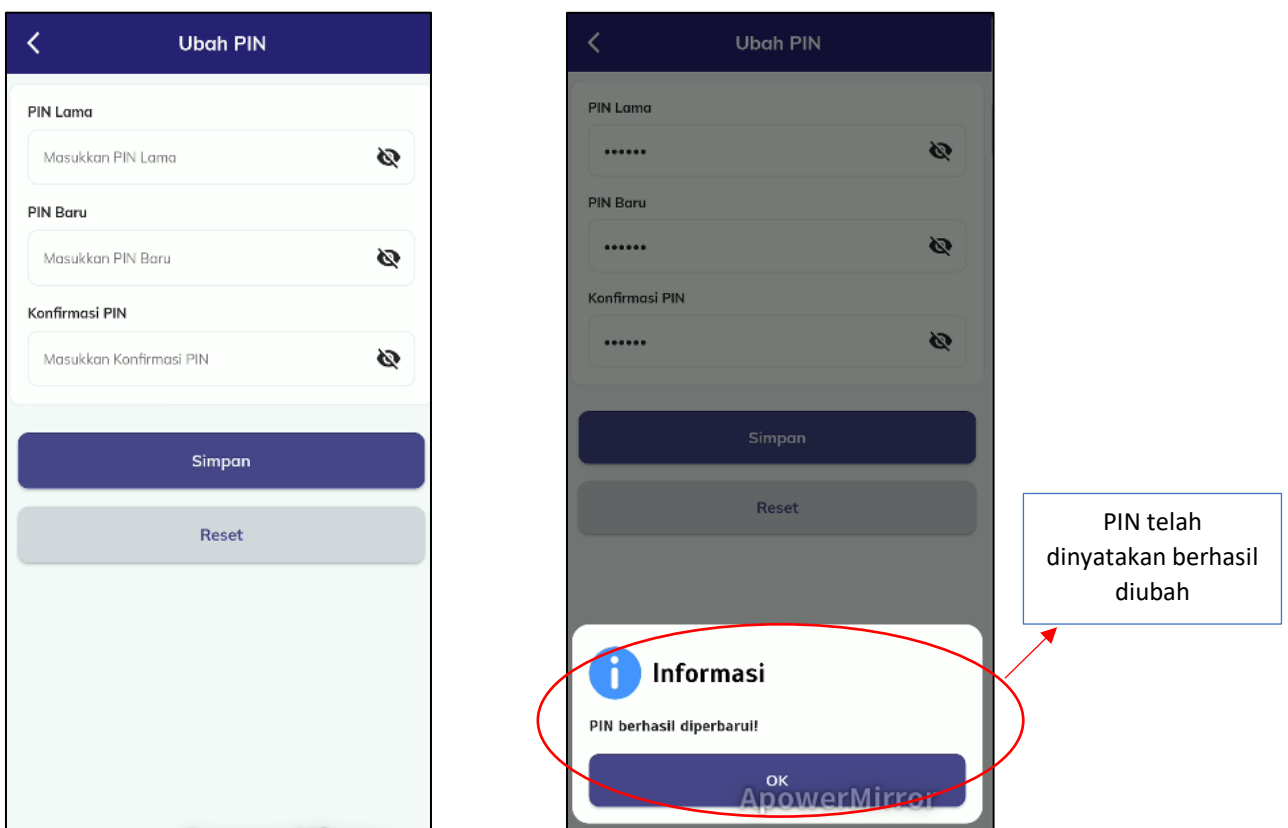 Ubah PIN
PIN Lama
Masukkan PIN Lama
PIN Baru
Masukkan PIN Baru
Konfirmasi PIN
Masukkan Konfirmasi PIN
Simpan
Reset
Ubah PIN
PIN Lama
••••••
PIN Baru
••••••
Konfirmasi PIN
••••••
Simpan
Reset
Informasi
PIN berhasil diperbarui!
OK
ApowerMirror
PIN telah
dinyatakan berhasil
diubah